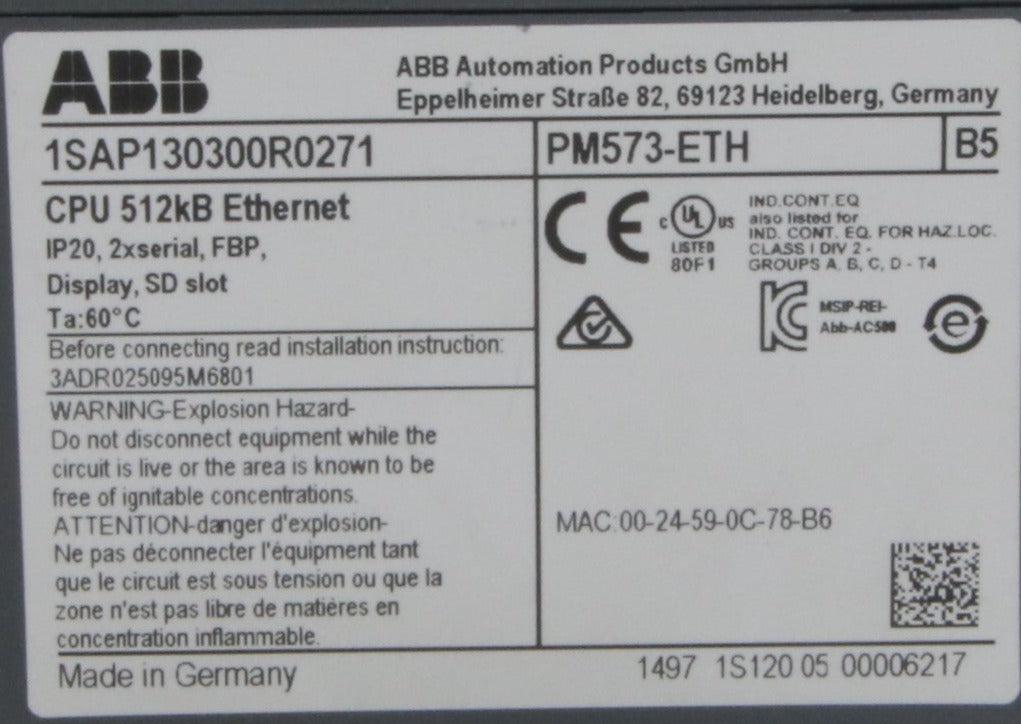 ABB
ABB Automation Products GmbH
Eppelheimer Straße 82, 69123 Heidelberg, Germany
1SAP130300R0271
PM573-ETH
B5
CPU 512kB Ethernet
IP20, 2xserial, FBP,
Display, SD slot
Ta:60°C
Before connecting read installation instruction:
3ADR025095M6801
WARNING-Explosion Hazard-
Do not disconnect equipment while the
circuit is live or the area is known to be
free of ignitable concentrations.
ATTENTION-danger d'explosion-
Ne pas déconnecter l'équipment tant
que le circuit est sous tension ou que la
zone n'est pas libre de matières en
concentration inflammable.
CE
c UL us
LISTED
80F1
IND.CONT.EQ
also listed for
IND. CONT. EQ. FOR HAZ.LOC.
CLASS I DIV 2 -
GROUPS A, B, C, D - T4
MSIP-REI-
Abb-AC500
MAC:00-24-59-0C-78-B6
Made in Germany
1497 1S120 05 00006217